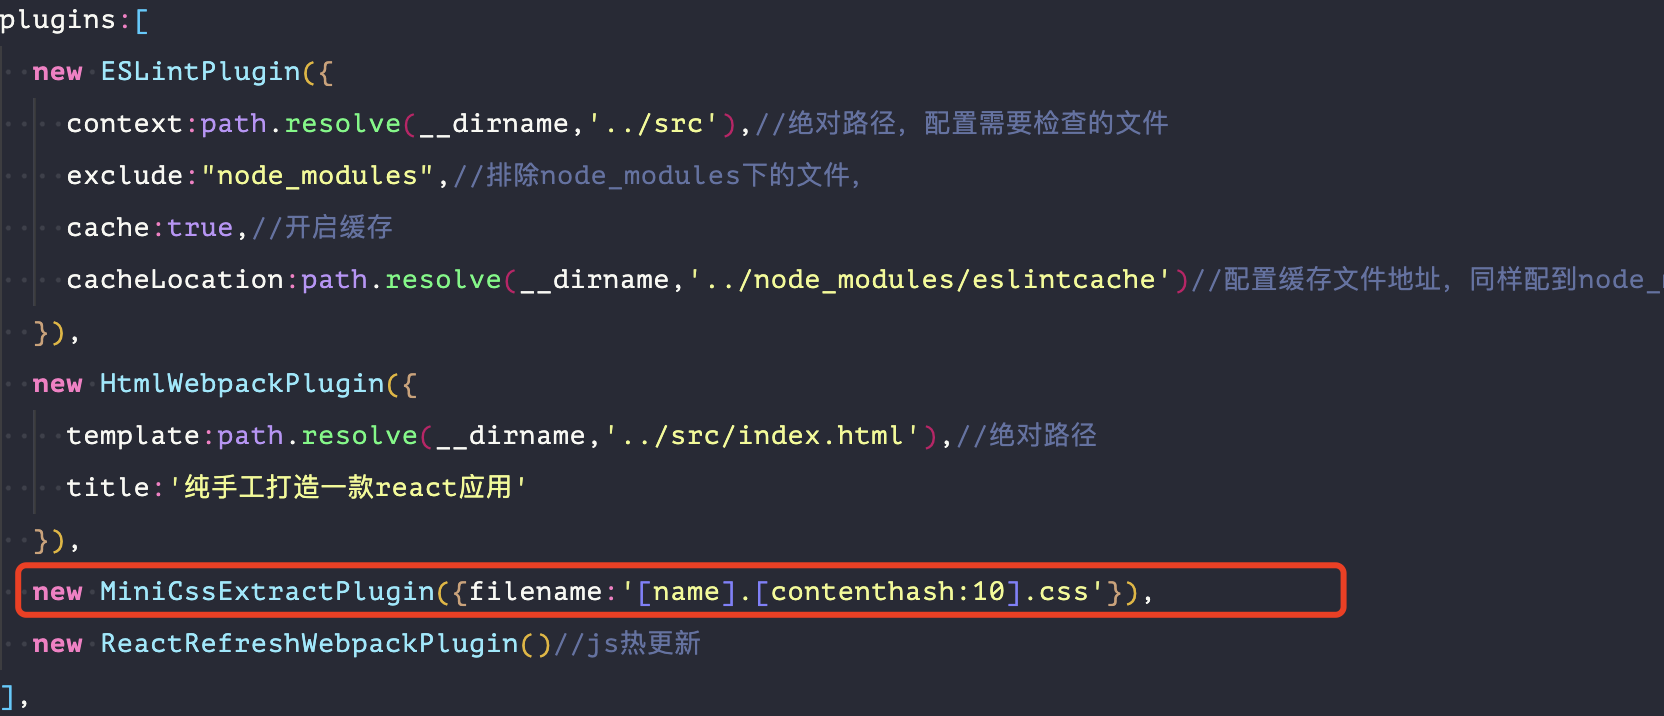 plugins:[
new ESLintPlugin({
context:path.resolve(__dirname,'../src'),//绝对路径，配置需要检查的文件
exclude:"node_modules",//排除node_modules下的文件，
cache:true,//开启缓存
cacheLocation:path.resolve(__dirname,'../node_modules/eslintcache')//配置缓存文件地址，同样配到node_
}),
new HtmlWebpackPlugin({
template:path.resolve(__dirname,'../src/index.html'),//绝对路径
title:'纯手工打造一款react应用'
}),
new MiniCssExtractPlugin({filename:'[name].[contenthash:10].css'}),
new ReactRefreshWebpackPlugin()//js热更新
],